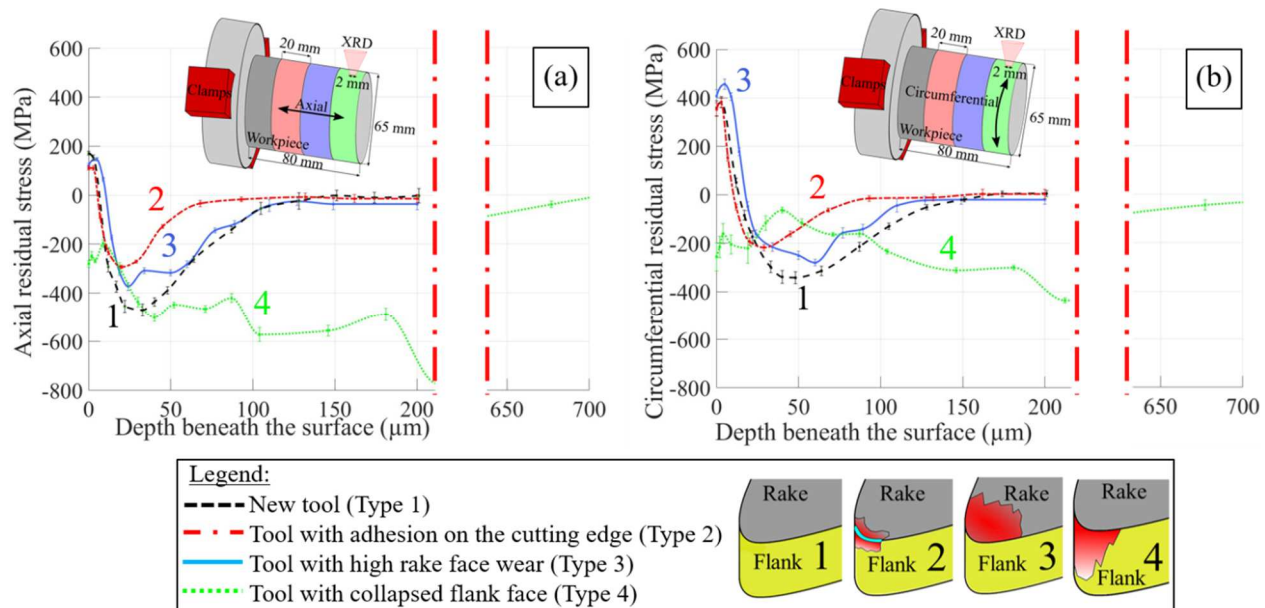 600
400
200
0
-200
-400
-600
-800
Axial residual stress (MPa)
0
50
100
150
200
650
700
Depth beneath the surface (µm)
(a)
20 mm
XRD
2 mm
Clamps
Axial
Workpiece
65 mm
80 mm
2
3
1
4
600
400
200
0
-200
-400
-600
-800
Circumferential residual stress (MPa)
0
50
100
150
200
650
700
Depth beneath the surface (µm)
(b)
20 mm
XRD
2 mm
Clamps
Circumferential
Workpiece
65 mm
80 mm
3
2
4
1
Legend:
New tool (Type 1)
Tool with adhesion on the cutting edge (Type 2)
Tool with high rake face wear (Type 3)
Tool with collapsed flank face (Type 4)
Rake
Flank 1
Rake
Flank 2
Rake
Flank 3
Rake
Flank 4